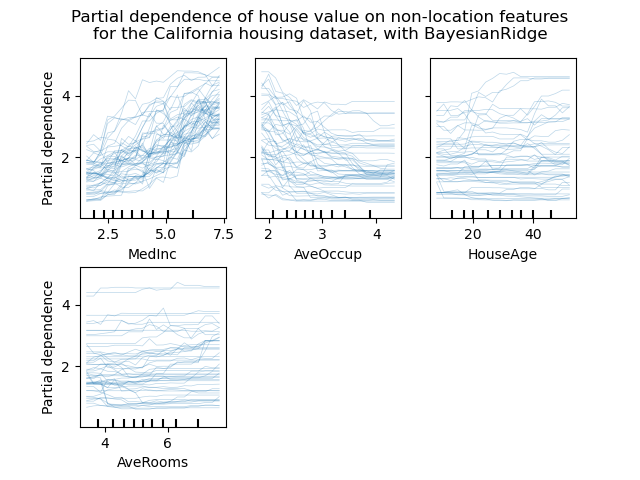 Partial dependence of house value on non-location features
for the California housing dataset, with BayesianRidge
Partial dependence
4
2
2.5 5.0 7.5
MedInc
2 3 4
AveOccup
20 40
HouseAge
Partial dependence
4
2
4 6
AveRooms